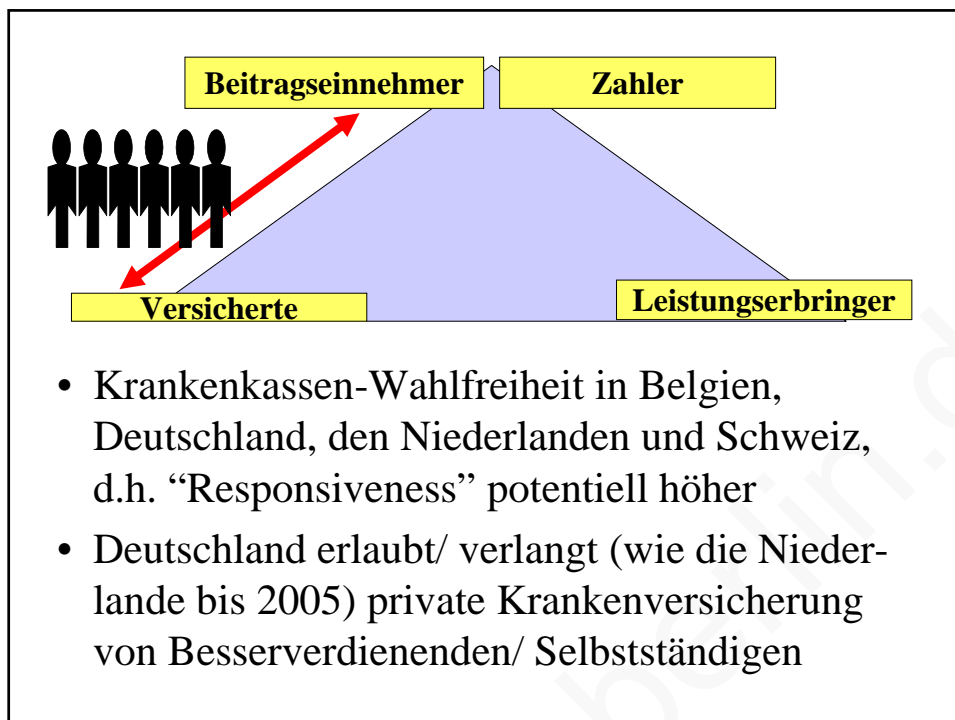 Beitragseinnehmer
Zahler
Versicherte
Leistungserbringer
• Krankenkassen-Wahlfreiheit in Belgien,
Deutschland, den Niederlanden und Schweiz,
d.h. “Responsiveness” potentiell höher
• Deutschland erlaubt/ verlangt (wie die Nieder-
lande bis 2005) private Krankenversicherung
von Besserverdienenden/ Selbstständigen
berlin.d